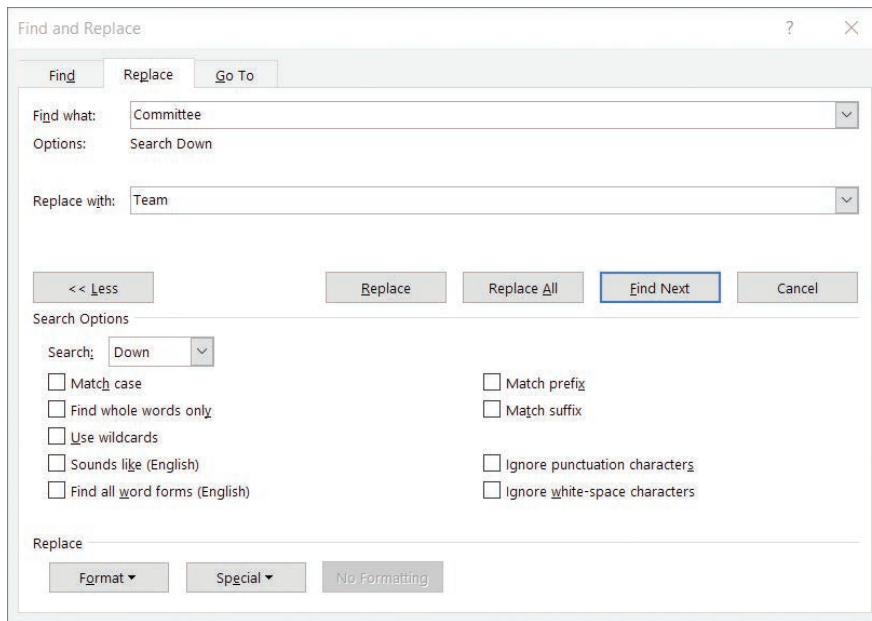 Find and Replace ?
Find Replace Go To
Find what: Committee
Options: Search Down
Replace with: Team
<< Less Replace Replace All Find Next Cancel
Search Options
Search: Down
Match case Match prefix
Find whole words only Match suffix
Use wildcards
Sounds like (English) Ignore punctuation characters
Find all word forms (English) Ignore white-space characters
Replace
Format Special No Formatting